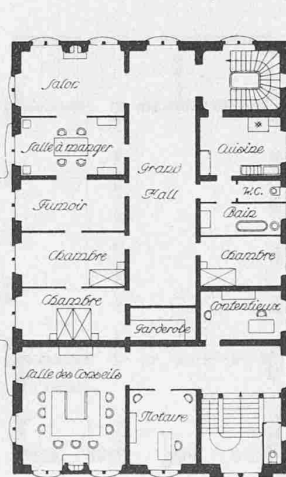 Salon
Salle à manger
Cuisine
Grand
Hall
Fumoir
W.C.
Bain
Chambre
Chambre
Chambre
Contentieux
Garderobe
Salle des Conseils
Notaire